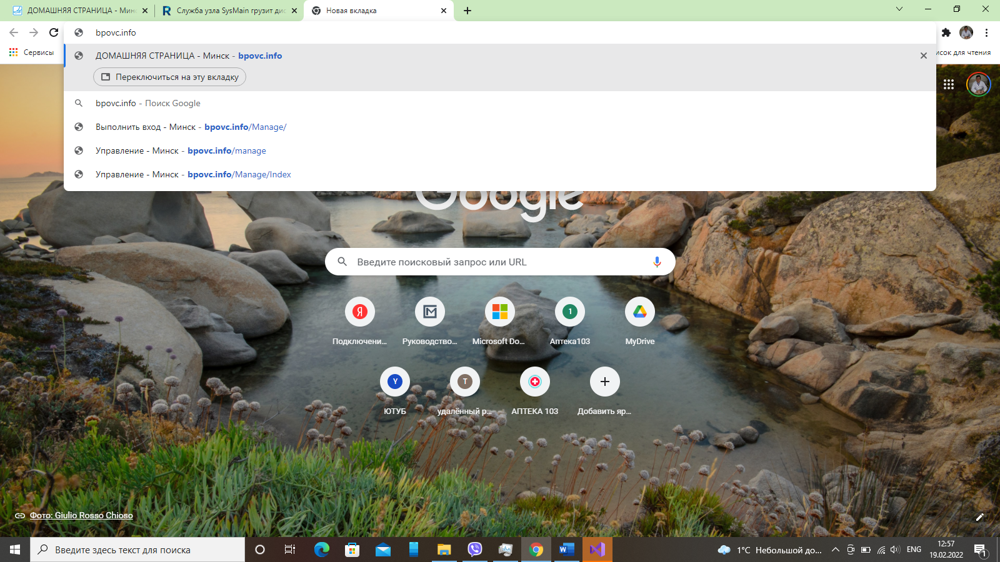 ДОМАШНЯЯ СТРАНИЦА - Минс
Служба узла SysMain грузит дис
Новая вкладка
bpovc.info
Сервисы
ДОМАШНЯЯ СТРАНИЦА - Минск - bpovc.info
исок для чтения
Переключиться на эту вкладку
bpovc.info - Поиск Google
Выполнить вход - Минск - bpovc.info/Manage/
Управление - Минск - bpovc.info/manage
Управление - Минск - bpovc.info/Manage/Index
Google
Введите поисковый запрос или URL
Я
M
1
Подключени...
Руководство...
Microsoft Do...
Аптека103
MyDrive
Y
T
ЮТУБ
удалённый р...
АПТЕКА 103
Добавить яр...
Фото: Giulio Rosso Chioso
Введите здесь текст для поиска
1°C Небольшой до...
ENG
12:57
19.02.2022
1